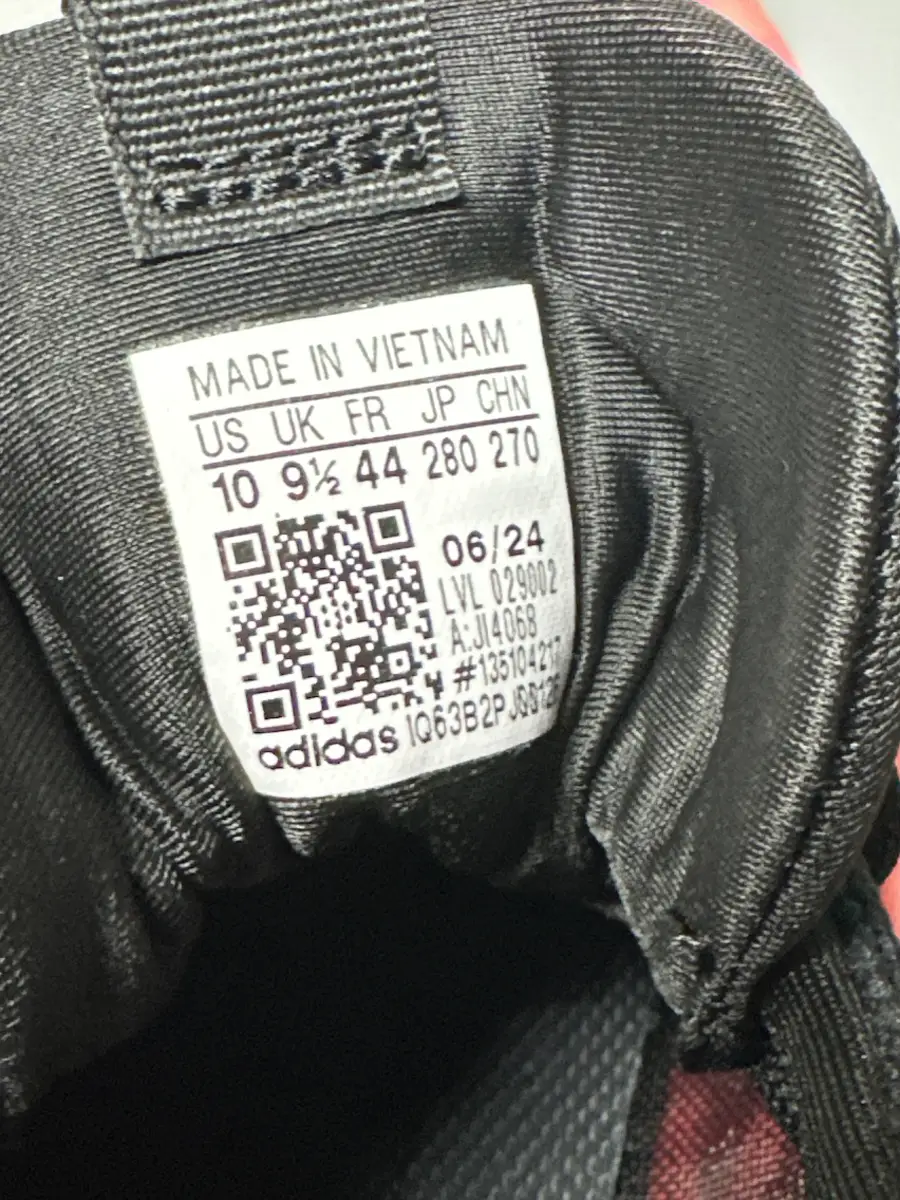 MADE IN VIETNAM
US UK FR JP CHN
10 9½ 44 280 270
06/24
LVL 029002
A:JI4068
adidas